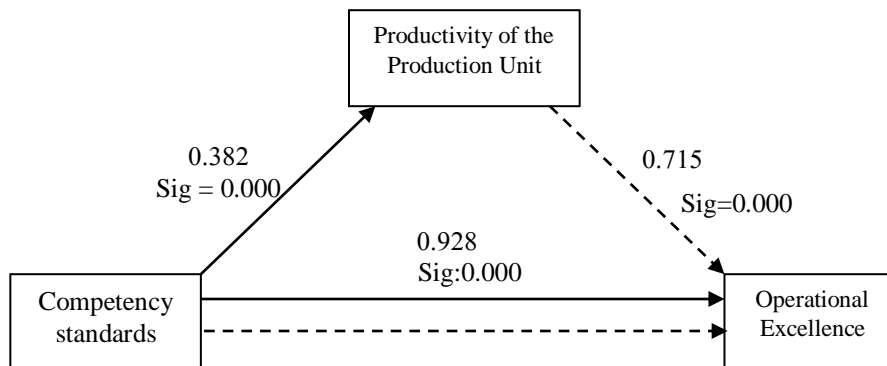 Productivity of the
Production Unit
0.382
Sig = 0.000
0.715
Sig=0.000
0.928
Sig:0.000
Competency
standards
Operational
Excellence